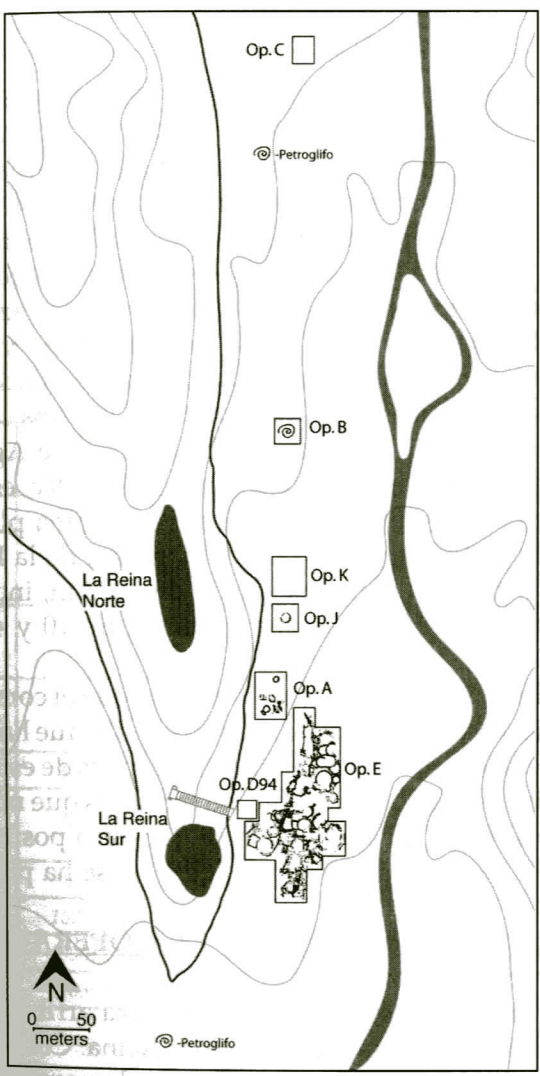 Op. C
-Petroglifo
Op. B
Op. K
La Reina
Norte
Op. J
Op. A
Op. E
Op. D94
La Reina
Sur
N
0 50
meters
-Petroglifo